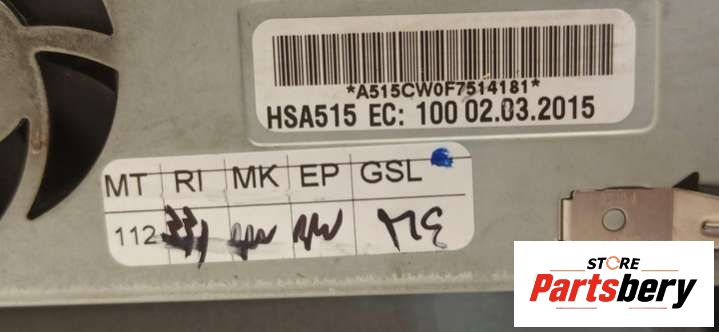 *A515CW0F7514181*
HSA515 EC: 100 02.03.2015
MT RI MK EP GSL
112
STORE
Partsbery